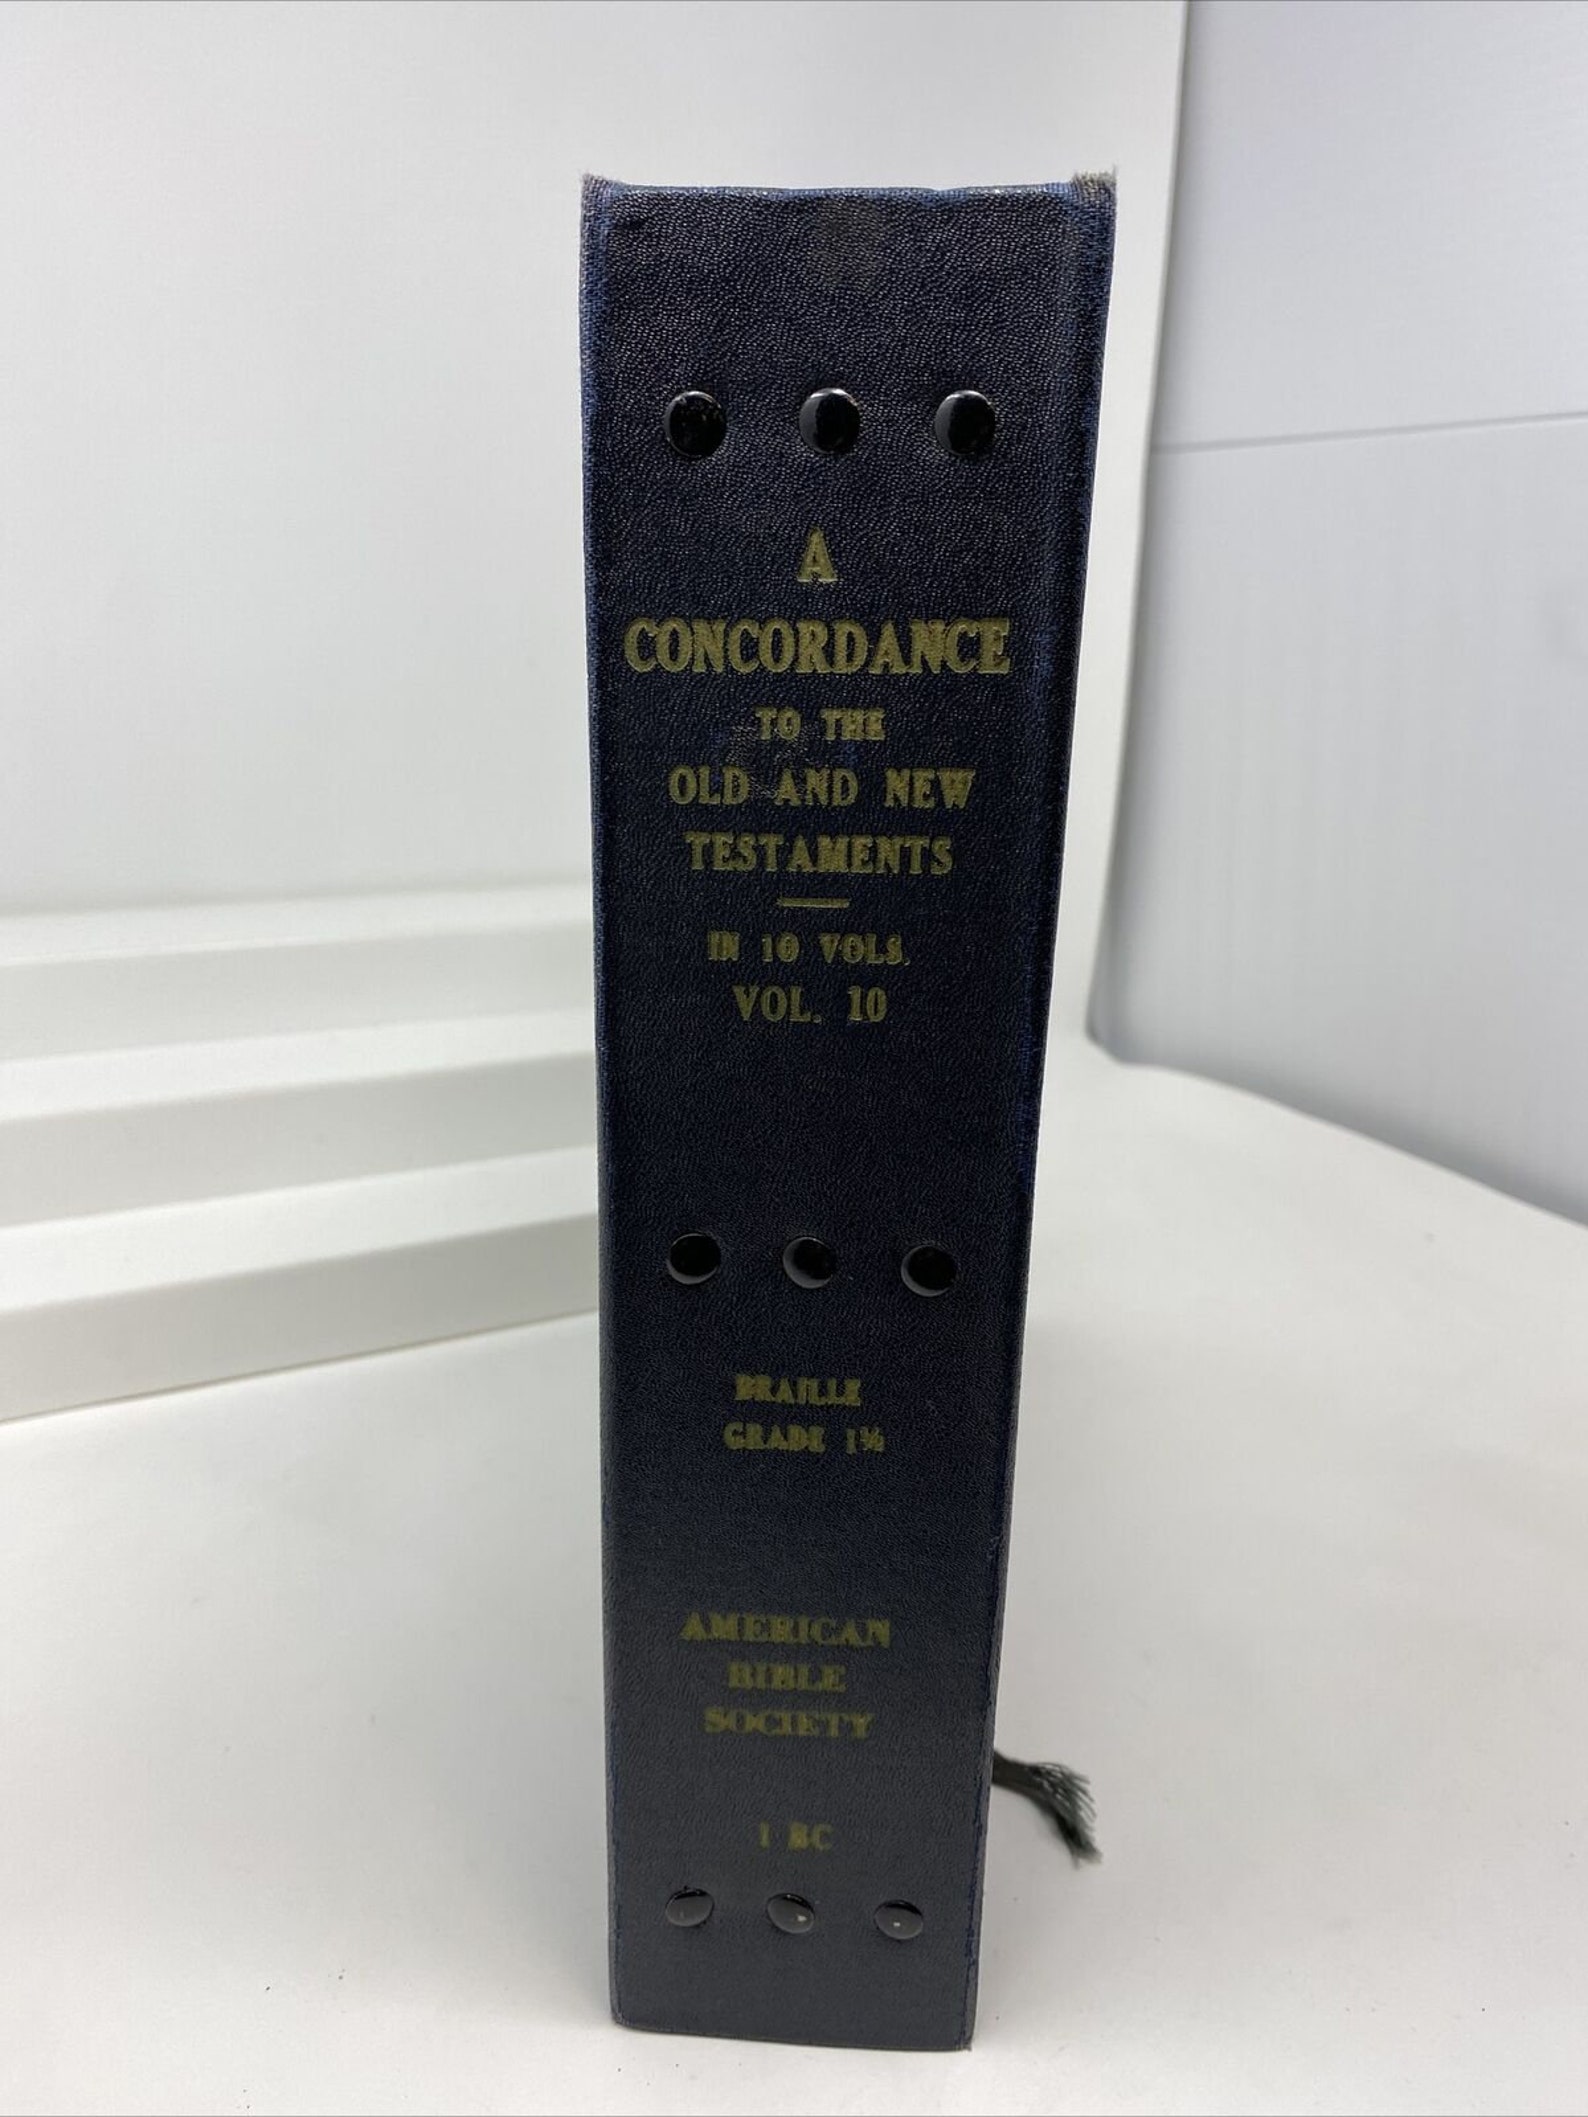 A
CONCORDANCE
TO THE
OLD AND NEW
TESTAMENTS
IN 10 VOLS.
VOL. 10
BRAILLE
GRADE 1½
AMERICAN
BIBLE
SOCIETY
1 BC